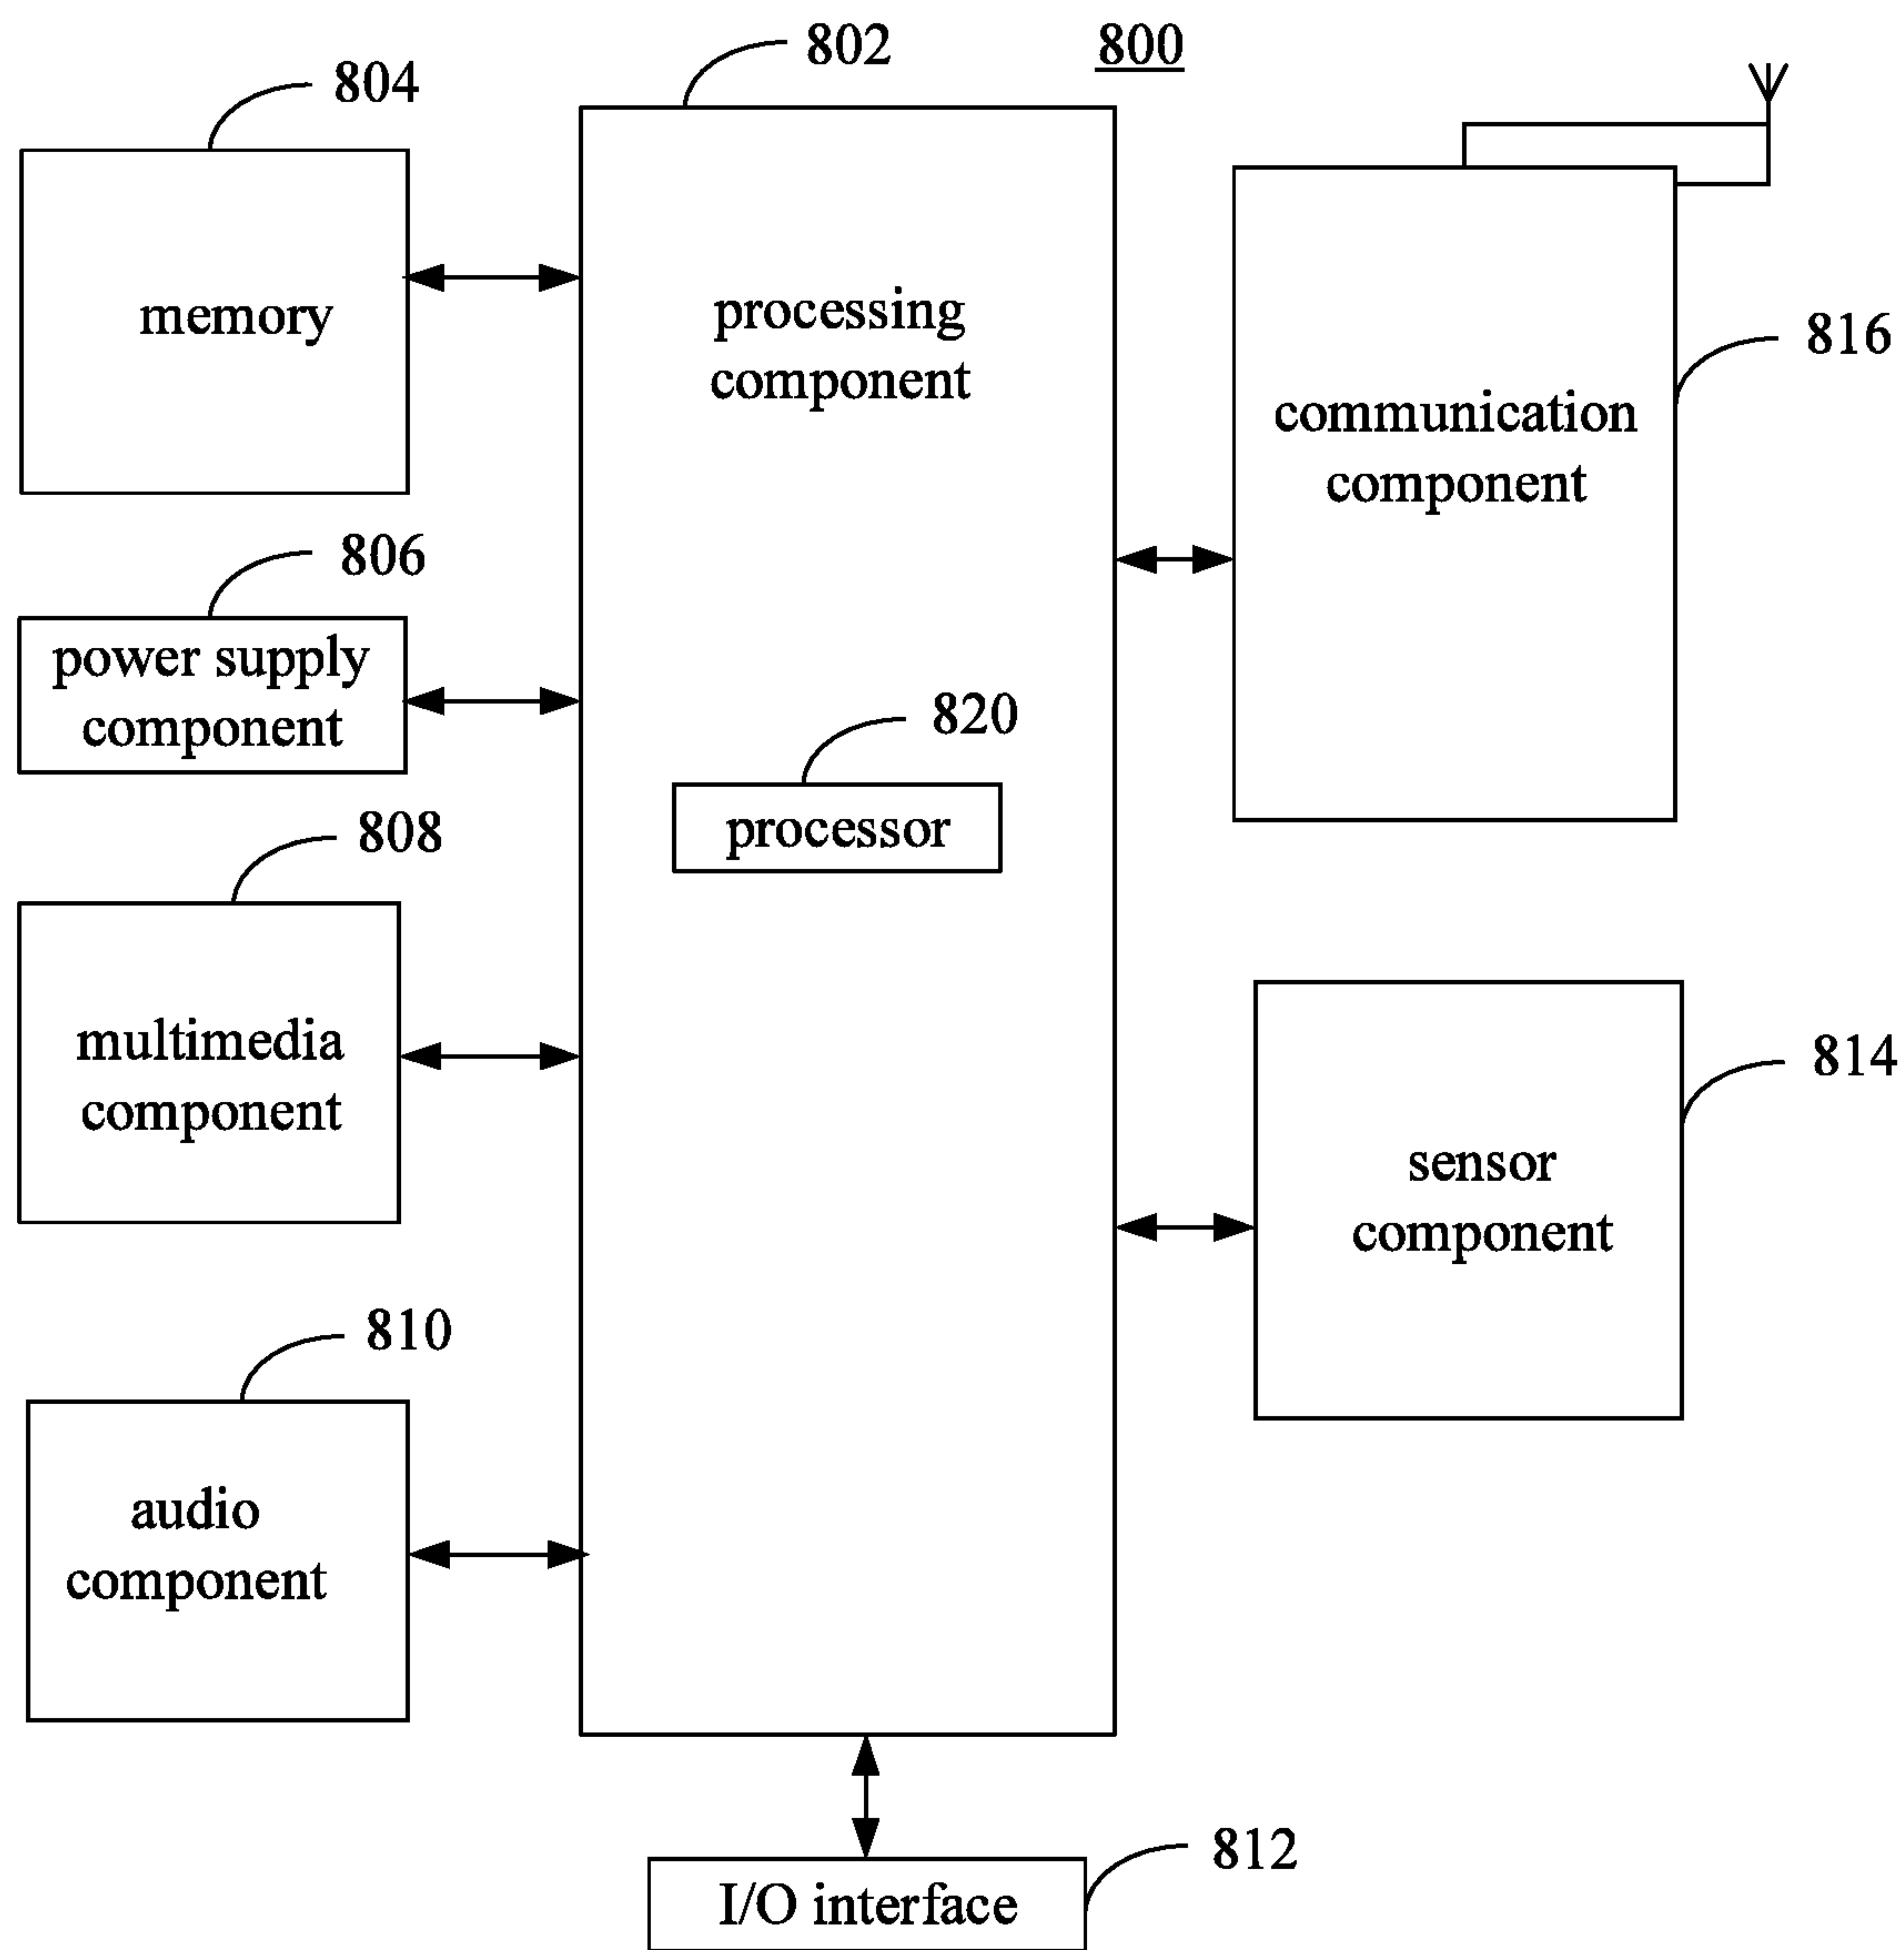 802
800
804
memory
processing
component
816
communication
component
806
power supply
component
820
processor
808
multimedia
component
814
sensor
component
810
audio
component
812
I/O interface